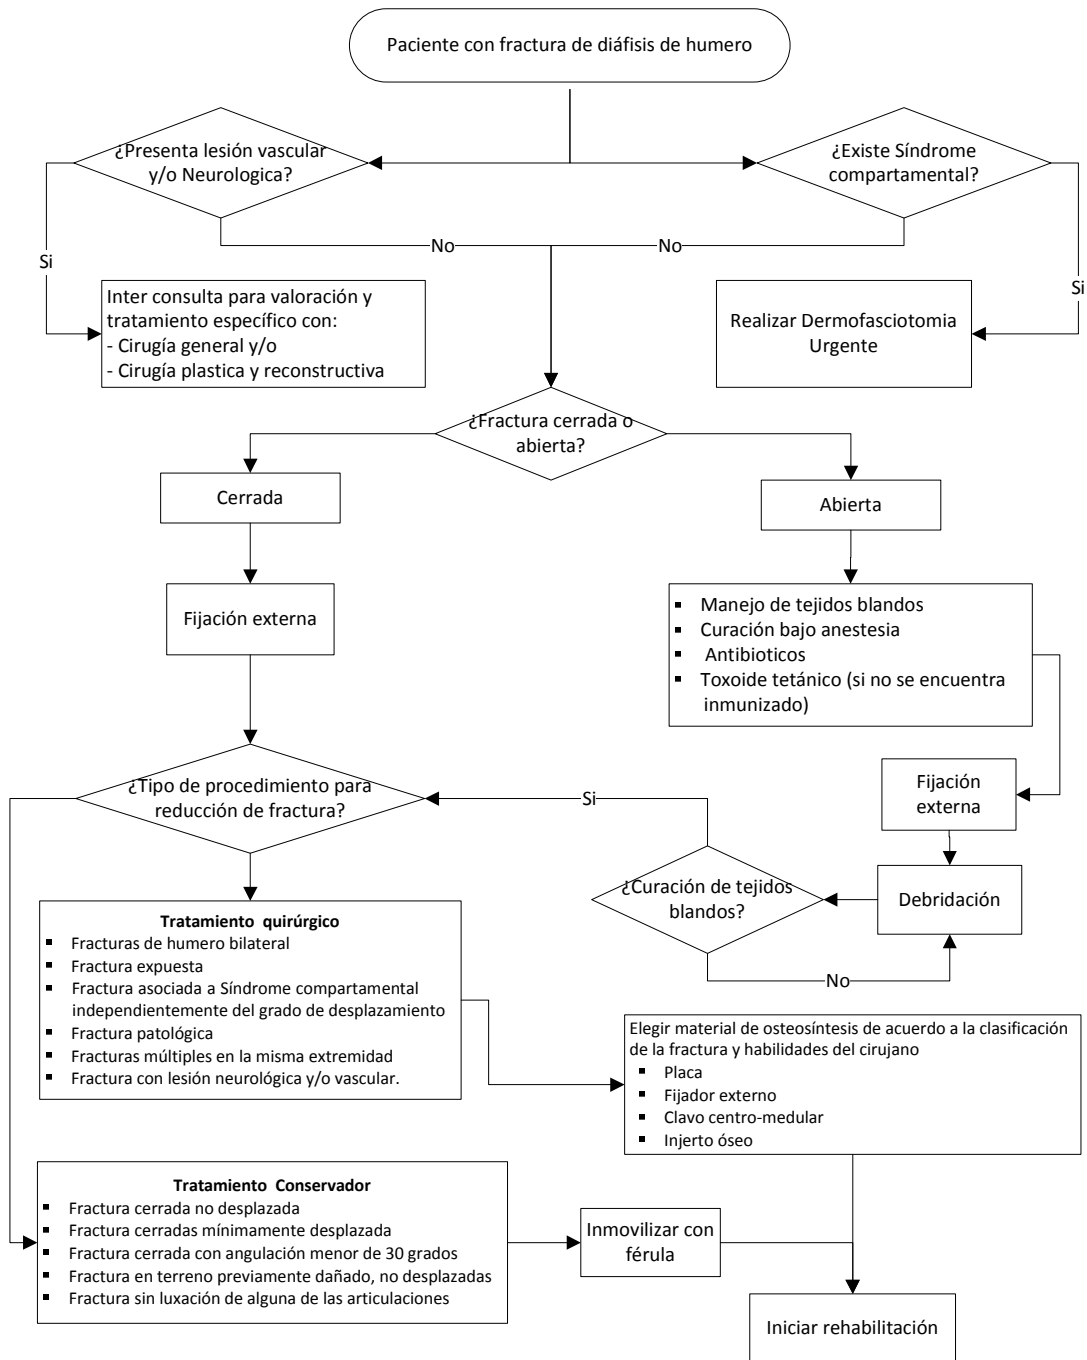 Paciente con fractura de diáfisis de humero
¿Presenta lesión vascular
y/o Neurologica?
¿Existe Síndrome
compartamental?
No
No
Si
Si
Inter consulta para valoración y
tratamiento específico con:
- Cirugía general y/o
- Cirugía plastica y reconstructiva
Realizar Dermofasciotomia
Urgente
¿Fractura cerrada o
abierta?
Cerrada
Abierta
Fijación externa
▪ Manejo de tejidos blandos
▪ Curación bajo anestesia
▪ Antibioticos
▪ Toxoide tetánico (si no se encuentra
inmunizado)
¿Tipo de procedimiento para
reducción de fractura?
Si
Fijación
externa
¿Curación de tejidos
blandos?
Debridación
No
Tratamiento quirúrgico
▪ Fracturas de humero bilateral
▪ Fractura expuesta
▪ Fractura asociada a Síndrome compartamental
independientemente del grado de desplazamiento
▪ Fractura patológica
▪ Fracturas múltiples en la misma extremidad
▪ Fractura con lesión neurológica y/o vascular.
Elegir material de osteosíntesis de acuerdo a la clasificación
de la fractura y habilidades del cirujano
▪ Placa
▪ Fijador externo
▪ Clavo centro-medular
▪ Injerto óseo
Tratamiento Conservador
▪ Fractura cerrada no desplazada
▪ Fractura cerradas mínimamente desplazada
▪ Fractura cerrada con angulación menor de 30 grados
▪ Fractura en terreno previamente dañado, no desplazadas
▪ Fractura sin luxación de alguna de las articulaciones
Inmovilizar con
férula
Iniciar rehabilitación